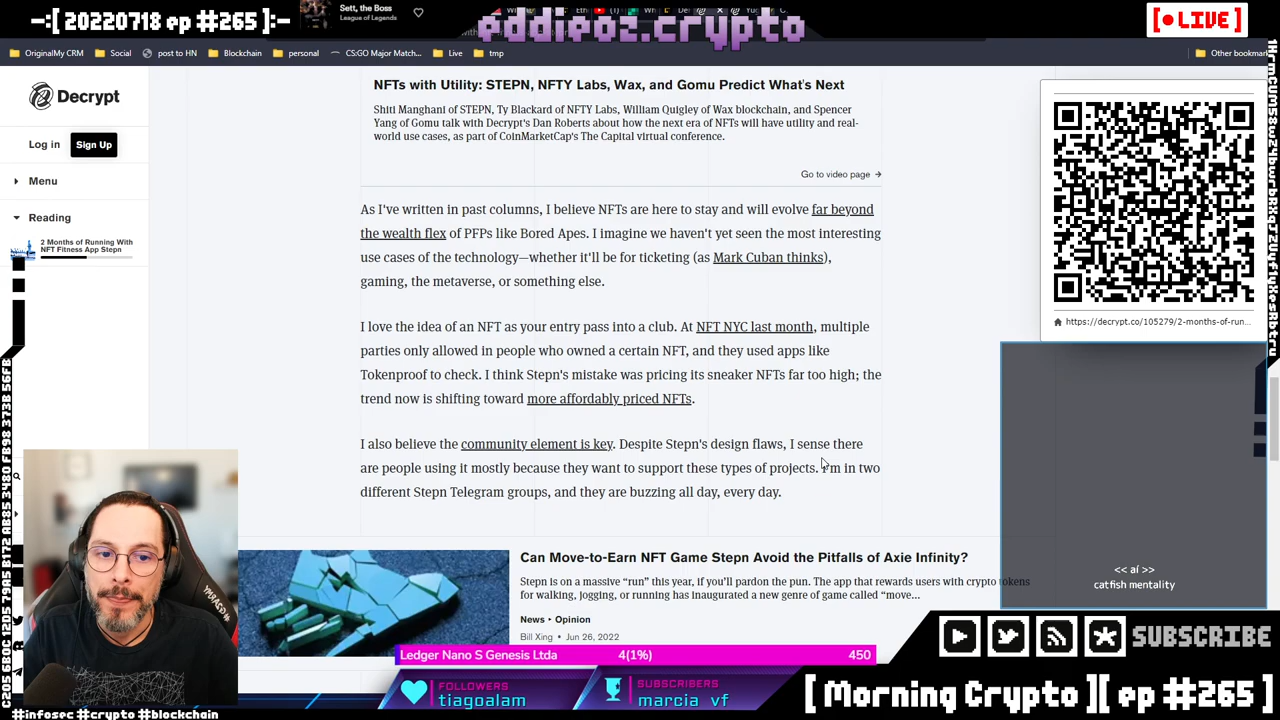 -:[ 20220718 ep #265 ]:-
Sett, the Boss
League of Legends
eddieoz.crypto
[ • LIVE ]
OriginalMy CRM
Social
post to HN
Blockchain
personal
CS:GO Major Match...
Live
tmp
Other bookmar
Decrypt
Log in
Sign Up
Menu
Reading
2 Months of Running With
NFT Fitness App Stepn
NFTs with Utility: STEPN, NFTY Labs, Wax, and Gomu Predict What's Next
Shiti Manghani of STEPN, Ty Blackard of NFTY Labs, William Quigley of Wax blockchain, and Spencer
Yang of Gomu talk with Decrypt's Dan Roberts about how the next era of NFTs will have utility and real-
world use cases, as part of CoinMarketCap's The Capital virtual conference.
Go to video page →
As I've written in past columns, I believe NFTs are here to stay and will evolve far beyond
the wealth flex of PFPs like Bored Apes. I imagine we haven't yet seen the most interesting
use cases of the technology—whether it'll be for ticketing (as Mark Cuban thinks),
gaming, the metaverse, or something else.
I love the idea of an NFT as your entry pass into a club. At NFT NYC last month, multiple
parties only allowed in people who owned a certain NFT, and they used apps like
Tokenproof to check. I think Stepn's mistake was pricing its sneaker NFTs far too high; the
trend now is shifting toward more affordably priced NFTs.
I also believe the community element is key. Despite Stepn's design flaws, I sense there
are people using it mostly because they want to support these types of projects. I'm in two
different Stepn Telegram groups, and they are buzzing all day, every day.
Can Move-to-Earn NFT Game Stepn Avoid the Pitfalls of Axie Infinity?
Stepn is on a massive “run” this year, if you'll pardon the pun. The app that rewards users with crypto tokens
for walking, jogging, or running has inaugurated a new genre of game called “move...
News • Opinion
Bill Xing • Jun 26, 2022
https://decrypt.co/105279/2-months-of-run...
<< aí >>
catfish mentality
SUBSCRIBE
Ledger Nano S Genesis Ltda
4(1%)
450
FOLLOWERS
tiagoalam
SUBSCRIBERS
marcia vf
[ Morning Crypto ][ ep #265 ]
#infosec #crypto #blockchain